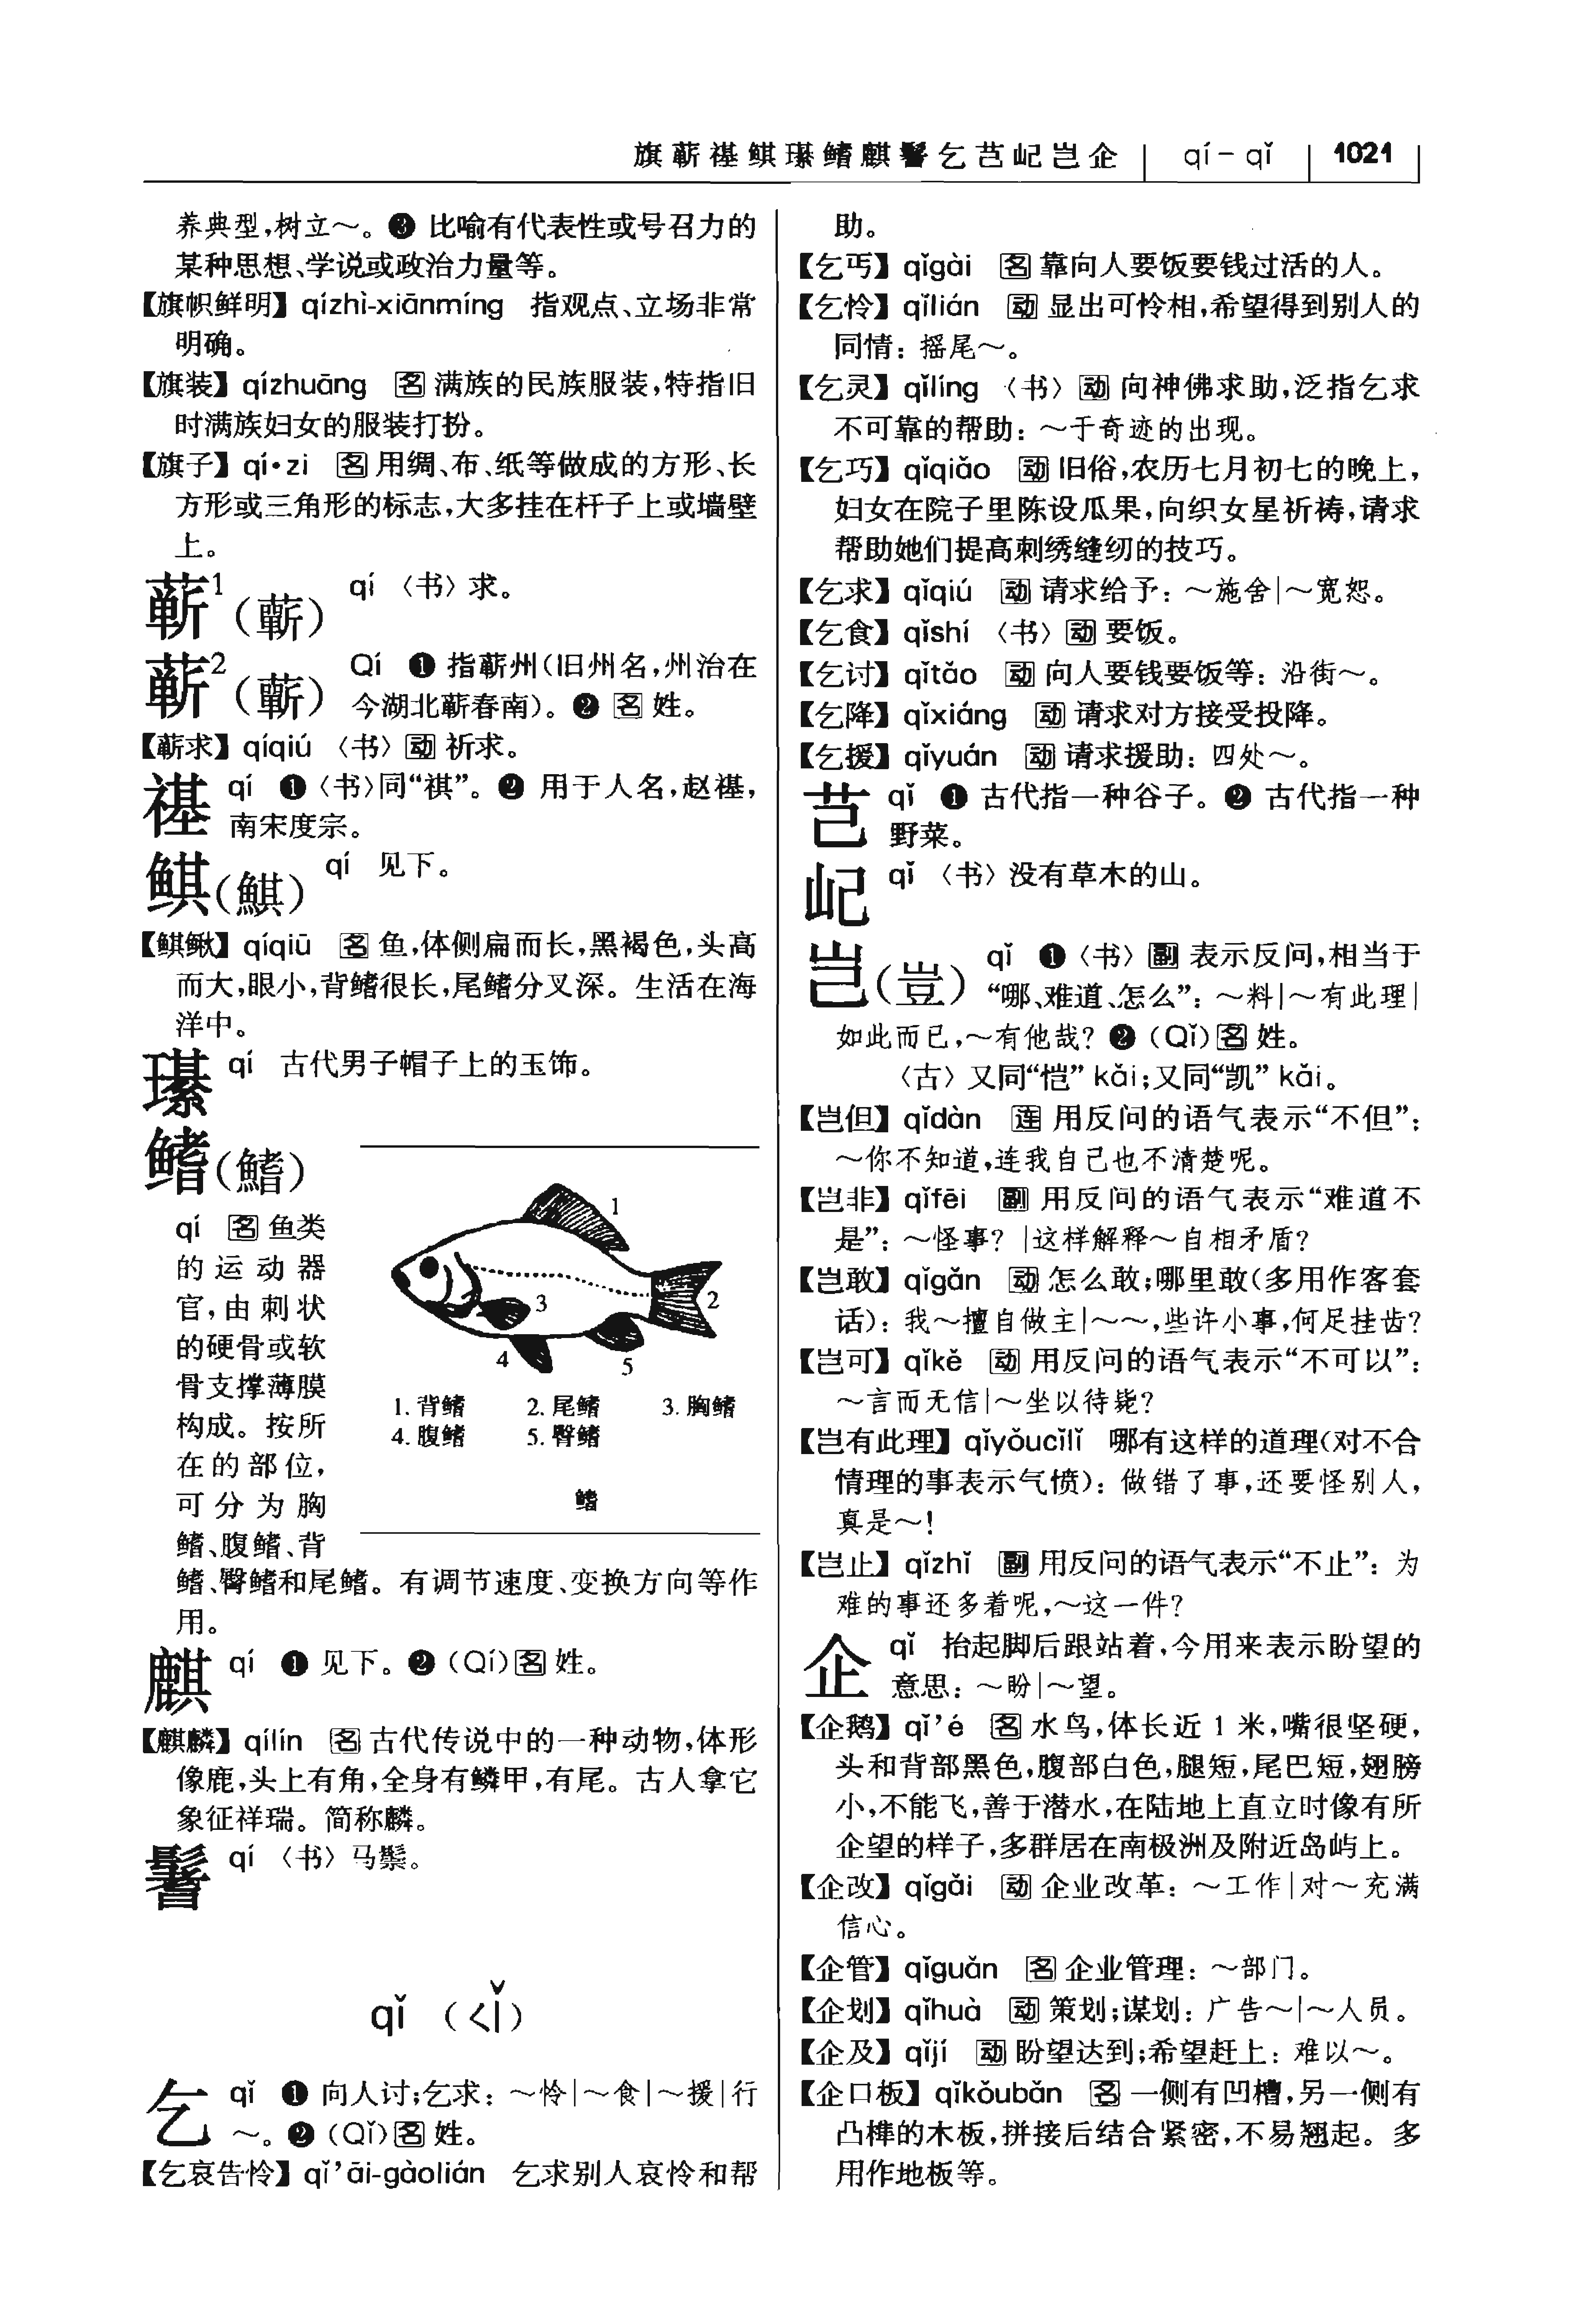 旗蕲禥鲯璂鳍麒鬐乞芑屺岂企 qí－qǐ 1021
养典型,树立～。❸ 比喻有代表性或号召力的
某种思想、学说或政治力量等。
【旗帜鲜明】qízhì-xiānmíng 指观点、立场非常
明确。
【旗装】qízhuāng 名 满族的民族服装,特指旧
时满族妇女的服装打扮。
【旗子】qí·zi 名 用绸、布、纸等做成的方形、长
方形或三角形的标志,大多挂在杆子上或墙壁
上。
蕲1(蘄) qí 〈书〉求。
蕲2(蘄) Qí ❶ 指蕲州(旧州名,州治在
今湖北蕲春南)。❷ 名 姓。
【蕲求】qíqiú 〈书〉动 祈求。
禥 qí ❶〈书〉同“祺”。❷ 用于人名,赵禥,
南宋度宗。
鲯(鯕) qí 见下。
【鲯鳅】qíqiū 名 鱼,体侧扁而长,黑褐色,头高
而大,眼小,背鳍很长,尾鳍分叉深。生活在海
洋中。
璂 qí 古代男子帽子上的玉饰。
鳍(鰭)
qí 名 鱼类
的运动器
官,由刺状
的硬骨或软
骨支撑薄膜
构成。按所
在的部位,
可分为胸
鳍、腹鳍、背
鳍、臀鳍和尾鳍。有调节速度、变换方向等作
用。
1
2
3
4
5
1. 背鳍 2. 尾鳍 3. 胸鳍
4. 腹鳍 5. 臀鳍
鳍
麒 qí ❶ 见下。❷ (Qí)名 姓。
【麒麟】qílín 名 古代传说中的一种动物,体形
像鹿,头上有角,全身有鳞甲,有尾。古人拿它
象征祥瑞。简称麟。
鬐 qí 〈书〉马鬃。
qǐ (ㄑㄧˇ)
乞 qǐ ❶ 向人讨;乞求: ～怜|～食|～援|行
～。❷ (Qǐ)名 姓。
【乞哀告怜】qǐ’āi-gàolián 乞求别人哀怜和帮
助。
【乞丐】qǐgài 名 靠向人要饭要钱过活的人。
【乞怜】qǐlián 动 显出可怜相,希望得到别人的
同情: 摇尾～。
【乞灵】qǐlíng 〈书〉动 向神佛求助,泛指乞求
不可靠的帮助: ～于奇迹的出现。
【乞巧】qǐqiǎo 动 旧俗,农历七月初七的晚上,
妇女在院子里陈设瓜果,向织女星祈祷,请求
帮助她们提高刺绣缝纫的技巧。
【乞求】qǐqiú 动 请求给予: ～施舍|～宽恕。
【乞食】qǐshí 〈书〉动 要饭。
【乞讨】qǐtǎo 动 向人要钱要饭等: 沿街～。
【乞降】qǐxiáng 动 请求对方接受投降。
【乞援】qǐyuán 动 请求援助: 四处～。
芑 qǐ ❶ 古代指一种谷子。❷ 古代指一种
野菜。
屺 qǐ 〈书〉没有草木的山。
岂(豈) qǐ ❶〈书〉副 表示反问,相当于
“哪、难道、怎么”: ～料|～有此理|
如此而已,～有他哉? ❷ (Qǐ)名 姓。
〈古〉又同“恺” kǎi;又同“凯” kǎi。
【岂但】qǐdàn 连 用反问的语气表示“不但”:
～你不知道,连我自己也不清楚呢。
【岂非】qǐfēi 副 用反问的语气表示“难道不
是”: ～怪事? |这样解释～自相矛盾?
【岂敢】qǐgǎn 动 怎么敢;哪里敢(多用作客套
话): 我～擅自做主|～～,些许小事,何足挂齿?
【岂可】qǐkě 动 用反问的语气表示“不可以”:
～言而无信|～坐以待毙?
【岂有此理】qǐyǒucǐlǐ 哪有这样的道理(对不合
情理的事表示气愤): 做错了事,还要怪别人,
真是～!
【岂止】qǐzhǐ 副 用反问的语气表示“不止”: 为
难的事还多着呢,～这一件?
企 qǐ 抬起脚后跟站着,今用来表示盼望的
意思: ～盼|～望。
【企鹅】qǐ’é 名 水鸟,体长近 1 米,嘴很坚硬,
头和背部黑色,腹部白色,腿短,尾巴短,翅膀
小,不能飞,善于潜水,在陆地上直立时像有所
企望的样子,多群居在南极洲及附近岛屿上。
【企改】qǐgǎi 动 企业改革: ～工作|对～充满
信心。
【企管】qǐguǎn 名 企业管理: ～部门。
【企划】qǐhuà 动 策划;谋划: 广告～|～人员。
【企及】qǐjí 动 盼望达到;希望赶上: 难以～。
【企口板】qǐkǒubǎn 名 一侧有凹槽,另一侧有
凸榫的木板,拼接后结合紧密,不易翘起。多
用作地板等。